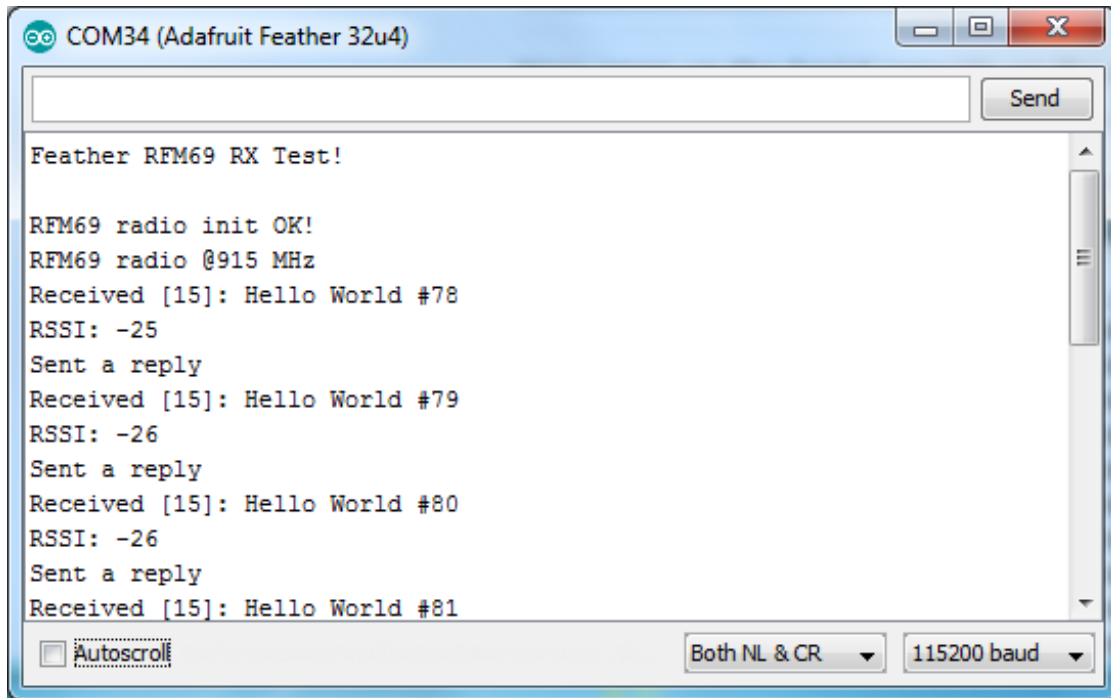 COM34 (Adafruit Feather 32u4)
Send
Feather RFM69 RX Test!
RFM69 radio init OK!
RFM69 radio @915 MHz
Received [15]: Hello World #78
RSSI: -25
Sent a reply
Received [15]: Hello World #79
RSSI: -26
Sent a reply
Received [15]: Hello World #80
RSSI: -26
Sent a reply
Received [15]: Hello World #81
Autoscroll Both NL & CR 115200 baud